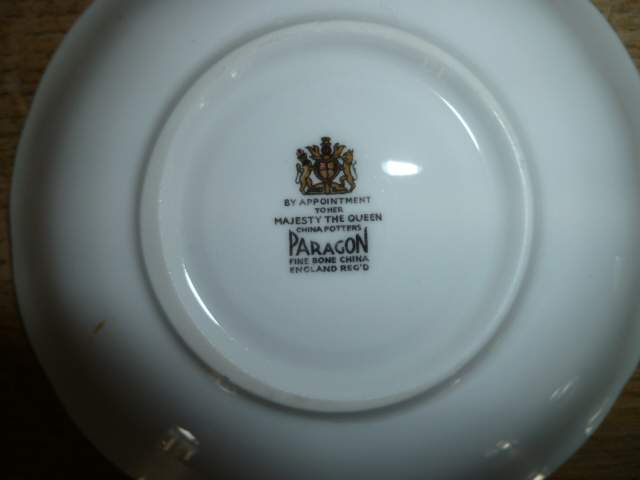 BY APPOINTMENT
TO HER
MAJESTY THE QUEEN
CHINA POTTERS
PARAGON
FINE BONE CHINA
ENGLAND REG'D